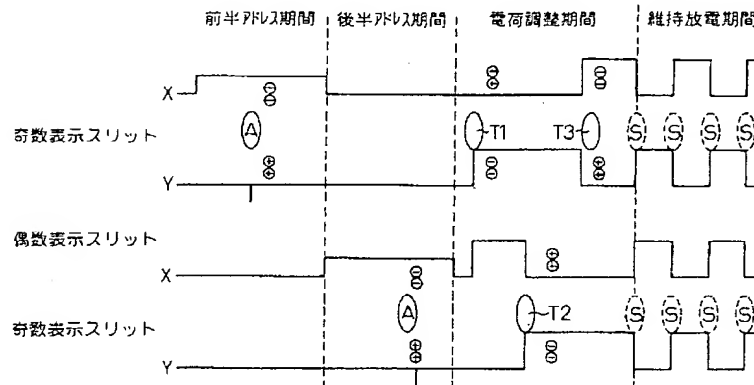 前半アドレス期間 後半アドレス期間 電荷調整期間 維持放電期間
X ⊖ ⊖ ⊕ ⊕ ⊖ ⊖
奇数表示スリット A T1 T3 S S S S
Y ⊕ ⊕ ⊖ ⊖ ⊕ ⊕
偶数表示スリット
X ⊖ ⊖ ⊕ ⊕
奇数表示スリット A T2 S S S S
Y ⊕ ⊕ ⊖ ⊖